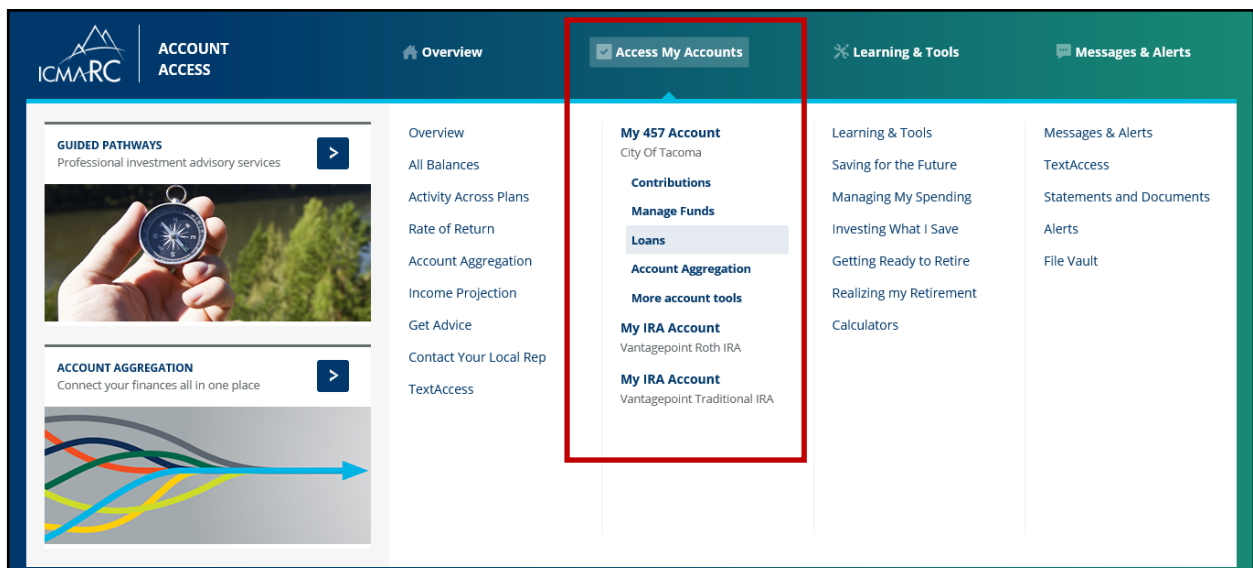 ICMARC
ACCOUNT
ACCESS
Overview
Access My Accounts
Learning & Tools
Messages & Alerts
GUIDED PATHWAYS
Professional investment advisory services
>
ACCOUNT AGGREGATION
Connect your finances all in one place
>
Overview
All Balances
Activity Across Plans
Rate of Return
Account Aggregation
Income Projection
Get Advice
Contact Your Local Rep
TextAccess
My 457 Account
City Of Tacoma
Contributions
Manage Funds
Loans
Account Aggregation
More account tools
My IRA Account
Vantagepoint Roth IRA
My IRA Account
Vantagepoint Traditional IRA
Learning & Tools
Saving for the Future
Managing My Spending
Investing What I Save
Getting Ready to Retire
Realizing my Retirement
Calculators
Messages & Alerts
TextAccess
Statements and Documents
Alerts
File Vault